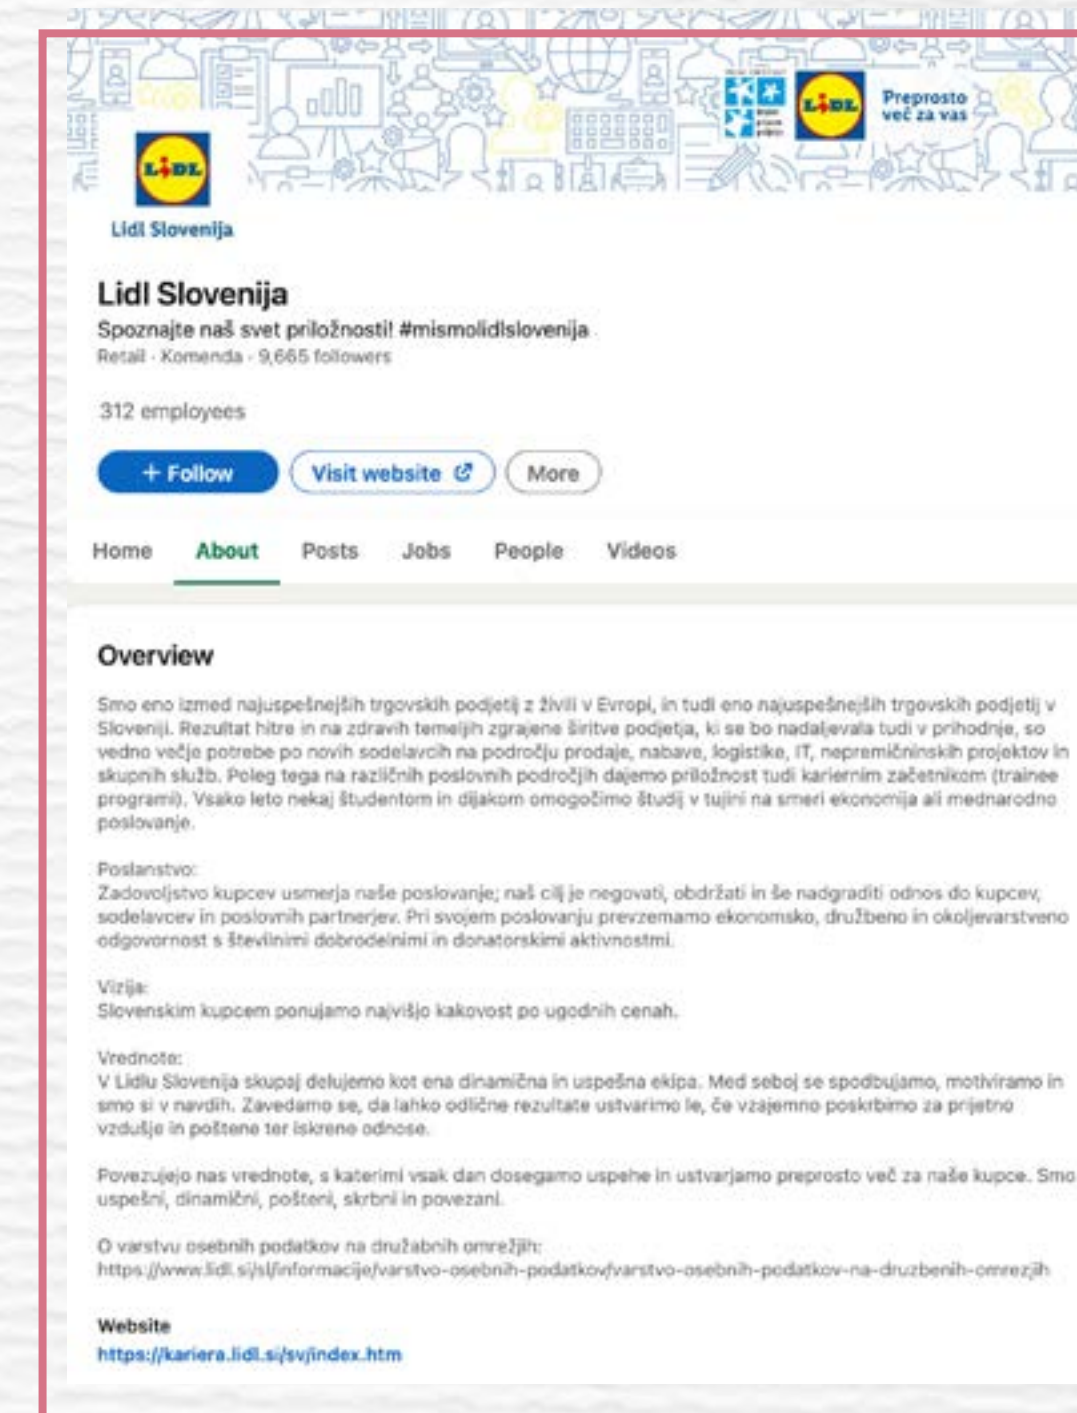 LIDL
Preprosto
več za vas
LIDL
Lidl Slovenija
Lidl Slovenija
Spoznajte naš svet priložnosti! #mismolidlslovenija
Retail · Komenda · 9,665 followers
312 employees
+ Follow
Visit website
More
Home About Posts Jobs People Videos
Overview
Smo eno izmed najuspešnejših trgovskih podjetij z živili v Evropi, in tudi eno najuspešnejših trgovskih podjetij v
Sloveniji. Rezultat hitre in na zdravih temeljih zgrajene širitve podjetja, ki se bo nadaljevala tudi v prihodnje, so
vedno večje potrebe po novih sodelavcih na področju prodaje, nabave, logistike, IT, nepremičninskih projektov in
skupnih služb. Poleg tega na različnih poslovnih področjih dajemo priložnost tudi kariernim začetnikom (trainee
programi). Vsako leto nekaj študentom in dijakom omogočimo študij v tujini na smeri ekonomija ali mednarodno
poslovanje.
Poslanstvo:
Zadovoljstvo kupcev usmerja naše poslovanje; naš cilj je negovati, obdržati in še nadgraditi odnos do kupcev,
sodelavcev in poslovnih partnerjev. Pri svojem poslovanju prevzemamo ekonomsko, družbeno in okoljevarstveno
odgovornost s številnimi dobrodelnimi in donatorskimi aktivnostmi.
Vizija:
Slovenskim kupcem ponujamo najvišjo kakovost po ugodnih cenah.
Vrednote:
V Lidlu Slovenija skupaj delujemo kot ena dinamična in uspešna ekipa. Med seboj se spodbujamo, motiviramo in
smo si v navdih. Zavedamo se, da lahko odlične rezultate ustvarimo le, če vzajemno poskrbimo za prijetno
vzdušje in poštene ter iskrene odnose.
Povezujejo nas vrednote, s katerimi vsak dan dosegamo uspehe in ustvarjamo preprosto več za naše kupce. Smo
uspešni, dinamični, pošteni, skrbni in povezani.
O varstvu osebnih podatkov na družabnih omrežjih:
https://www.lidl.si/sl/informacije/varstvo-osebnih-podatkov/varstvo-osebnih-podatkov-na-druzbenih-omrezjih
Website
https://kariera.lidl.si/sv/index.htm